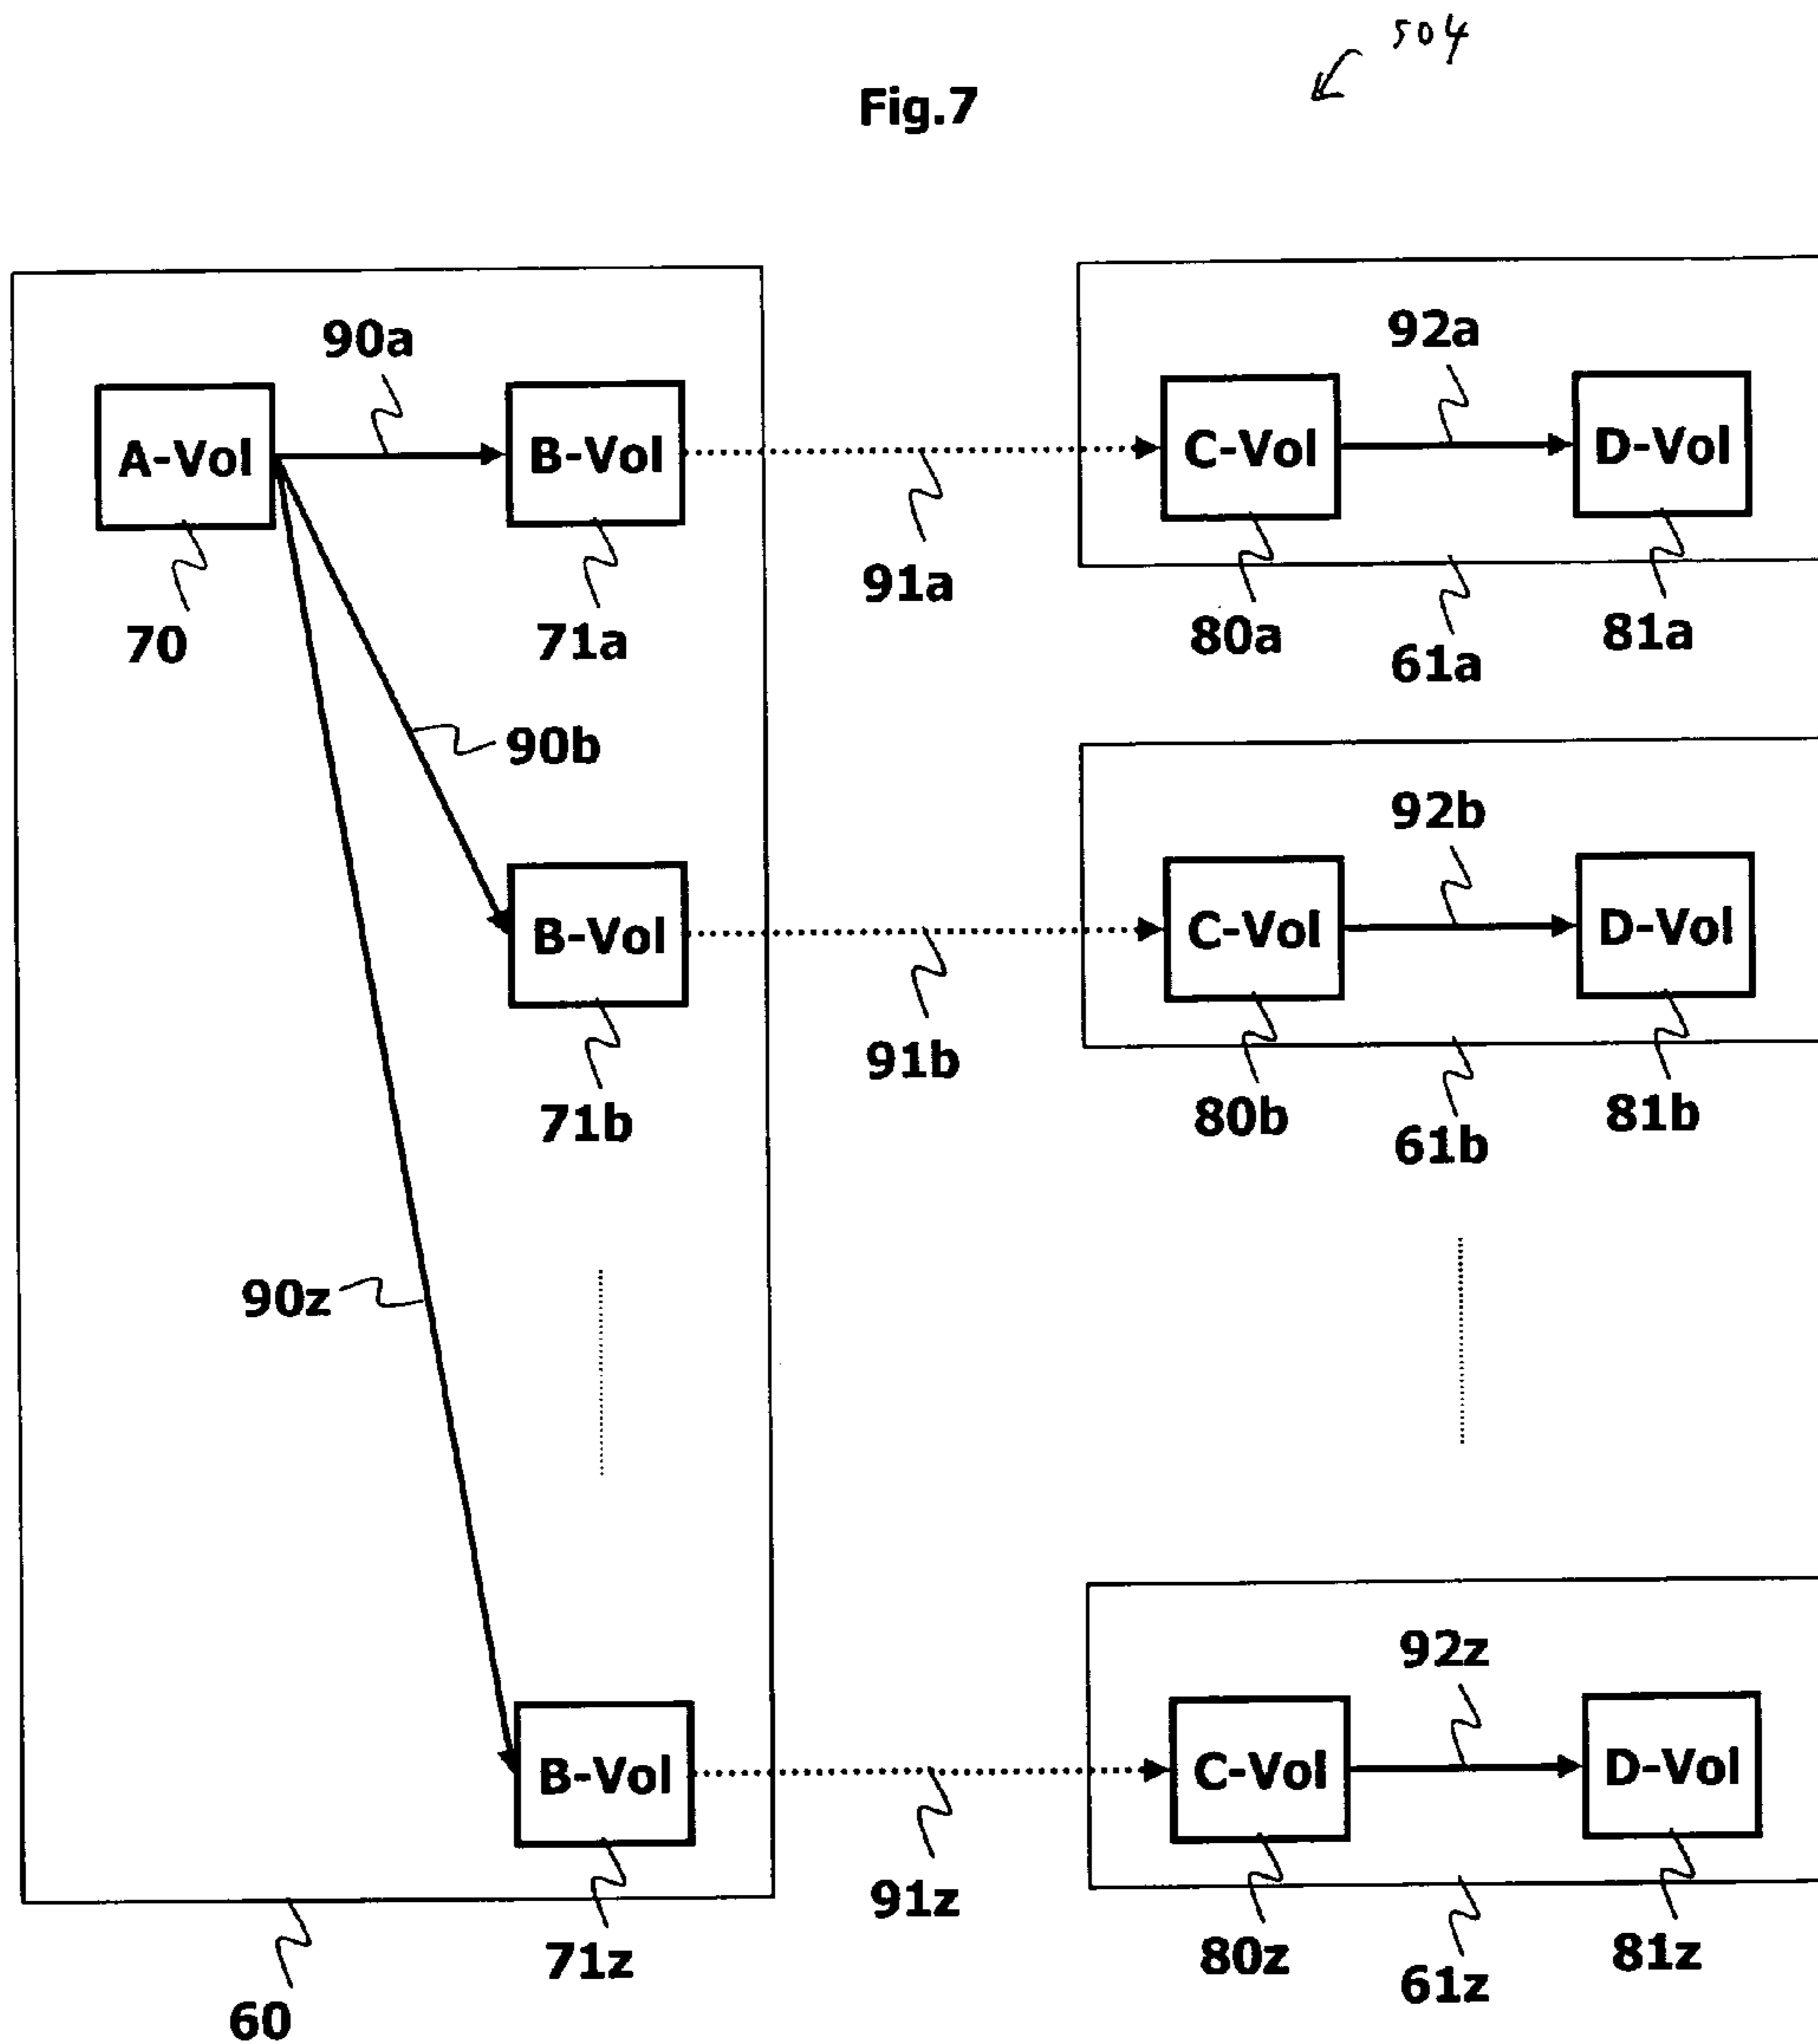 504
Fig.7
90a
92a
A-Vol
B-Vol
C-Vol
D-Vol
91a
70
71a
80a
61a
81a
90b
92b
B-Vol
C-Vol
D-Vol
91b
71b
80b
61b
81b
90z
92z
B-Vol
C-Vol
D-Vol
91z
71z
80z
61z
81z
60